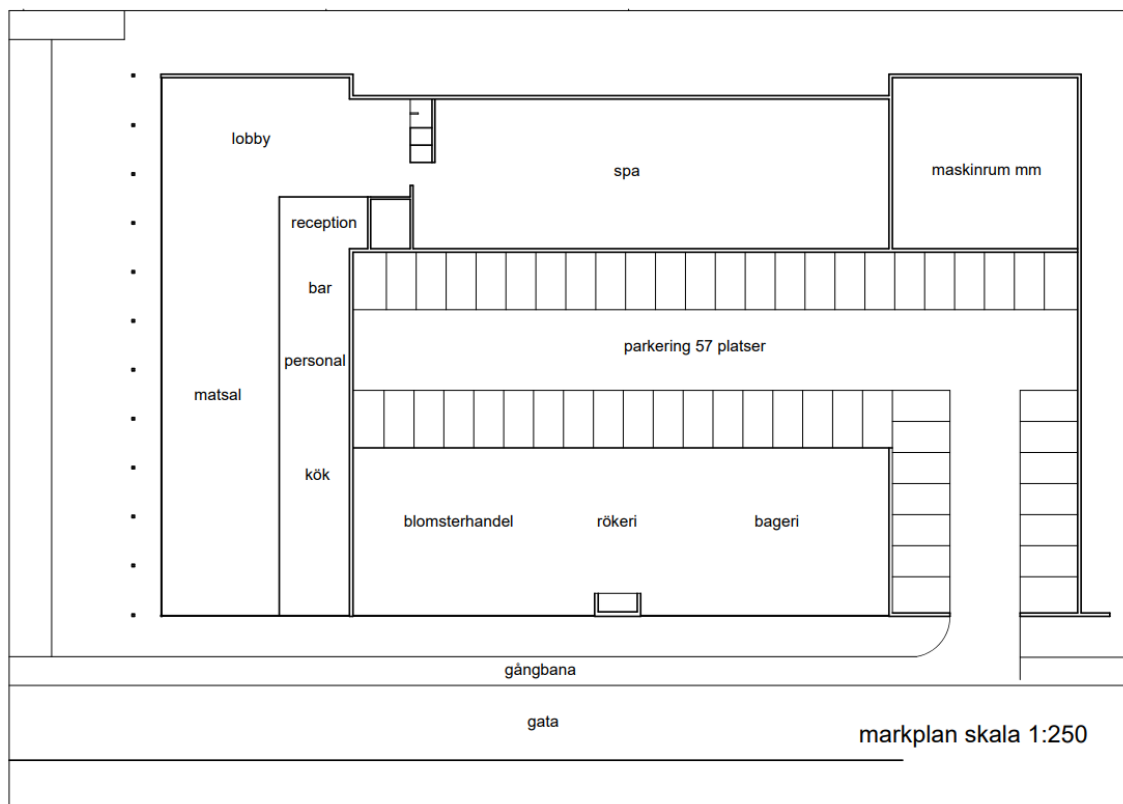 lobby
spa
maskinrum mm
reception
bar
parkering 57 platser
personal
matsal
kök
blomsterhandel
rökeri
bageri
gångbana
gata
markplan skala 1:250